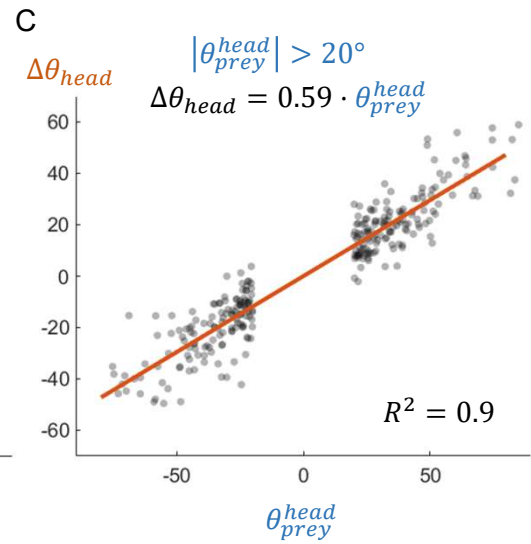 C
|θ_prey^head| > 20°
Δθ_head
Δθ_head = 0.59 · θ_prey^head
60
40
20
0
-20
-40
-60
R² = 0.9
-50
0
50
θ_prey^head